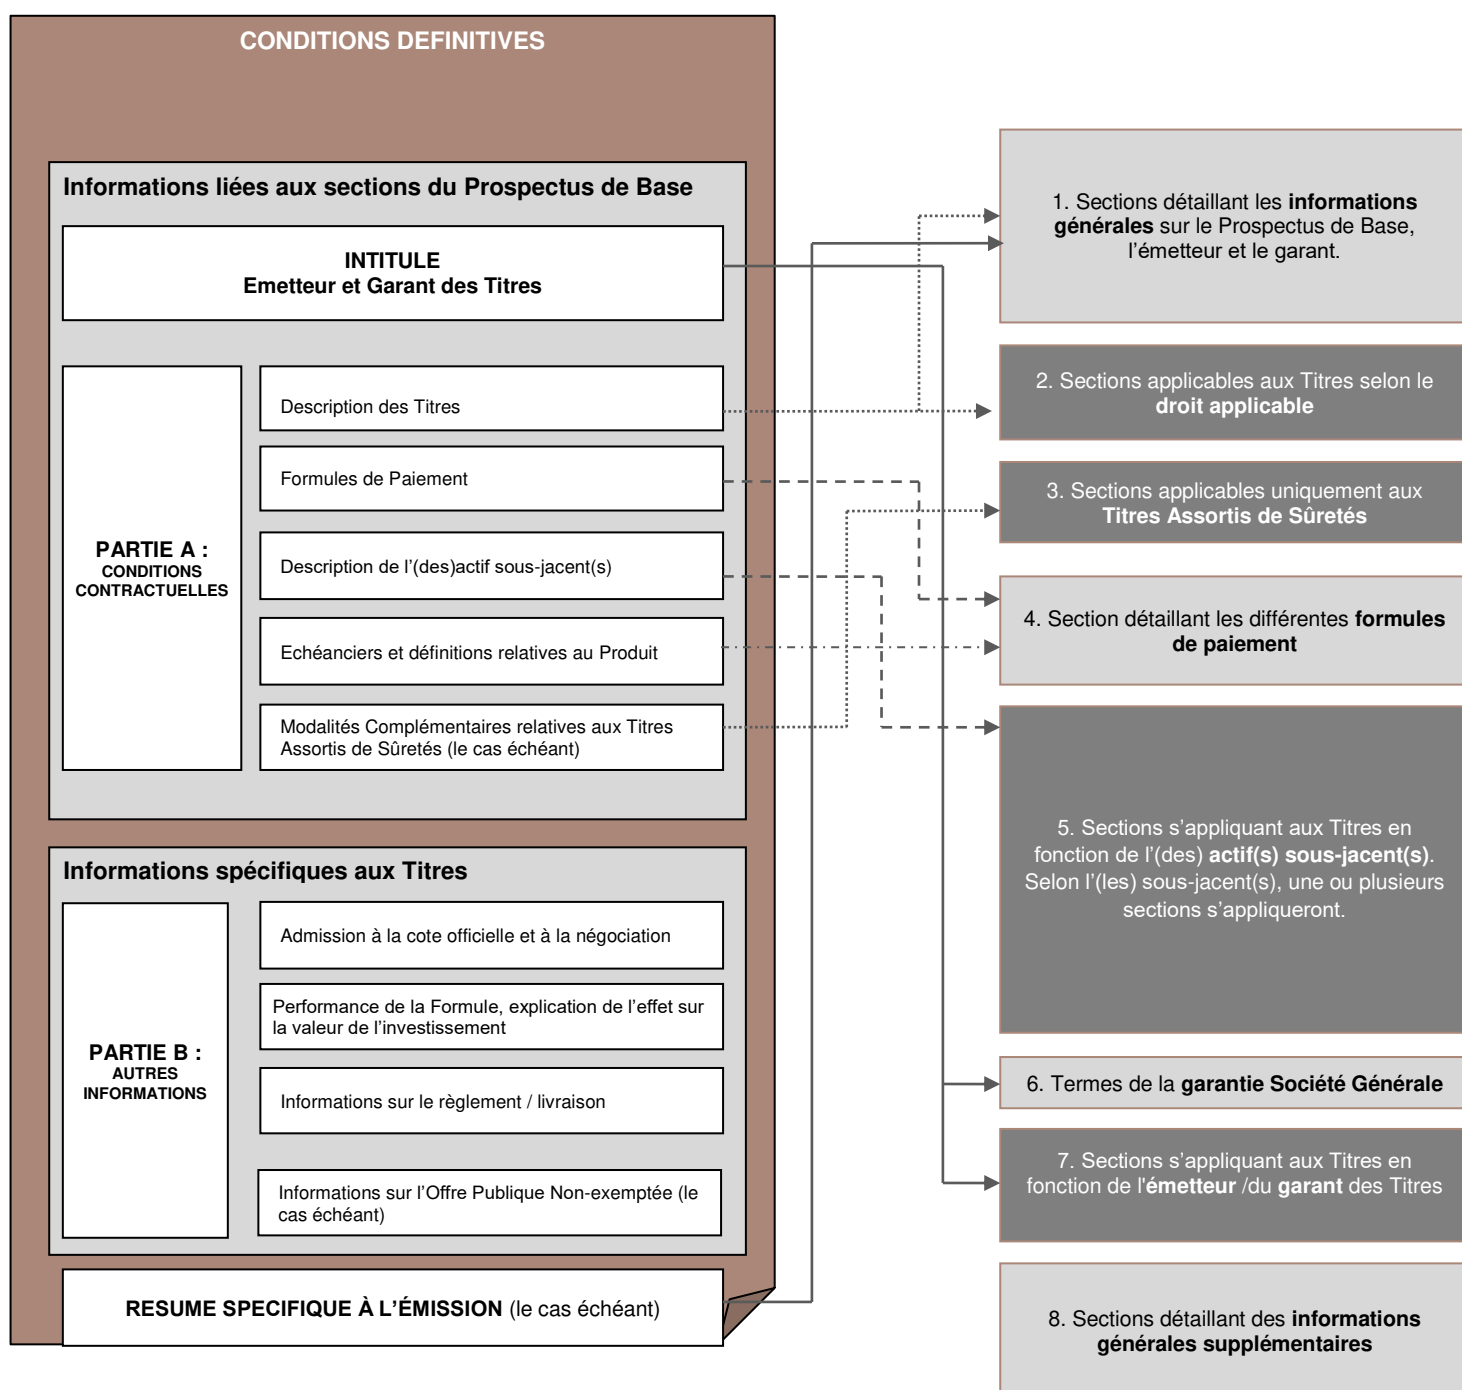 CONDITIONS DEFINITIVES
Informations liées aux sections du Prospectus de Base
INTITULE
Emetteur et Garant des Titres
PARTIE A :
CONDITIONS
CONTRACTUELLES
Description des Titres
Formules de Paiement
Description de l'(des)actif sous-jacent(s)
Echéanciers et définitions relatives au Produit
Modalités Complémentaires relatives aux Titres
Assortis de Sûretés (le cas échéant)
Informations spécifiques aux Titres
PARTIE B :
AUTRES
INFORMATIONS
Admission à la cote officielle et à la négociation
Performance de la Formule, explication de l'effet sur
la valeur de l'investissement
Informations sur le règlement / livraison
Informations sur l'Offre Publique Non-exemptée (le
cas échéant)
RESUME SPECIFIQUE À L'ÉMISSION (le cas échéant)
1. Sections détaillant les informations
générales sur le Prospectus de Base,
l'émetteur et le garant.
2. Sections applicables aux Titres selon le
droit applicable
3. Sections applicables uniquement aux
Titres Assortis de Sûretés
4. Section détaillant les différentes formules
de paiement
5. Sections s'appliquant aux Titres en
fonction de l'(des) actif(s) sous-jacent(s).
Selon l'(les) sous-jacent(s), une ou plusieurs
sections s'appliqueront.
6. Termes de la garantie Société Générale
7. Sections s'appliquant aux Titres en
fonction de l'émetteur /du garant des Titres
8. Sections détaillant des informations
générales supplémentaires